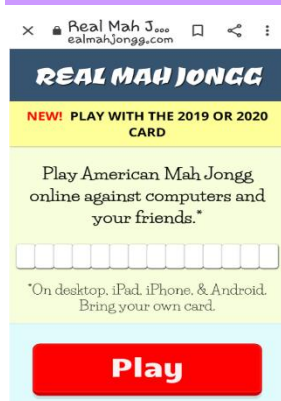 Real Mah J...
ealmahjongg.com
REAL MAH JONGG
NEW! PLAY WITH THE 2019 OR 2020
CARD
Play American Mah Jongg
online against computers and
your friends.*
*On desktop, iPad, iPhone, & Android.
Bring your own card.
Play